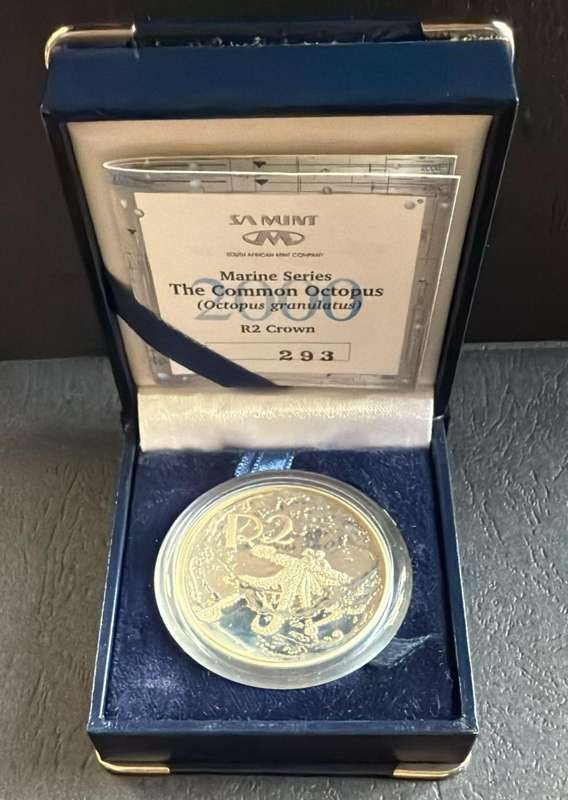 SA MINT
SOUTH AFRICAN MINT COMPANY
2000
Marine Series
The Common Octopus
(Octopus granulatus)
R2 Crown
293
R2